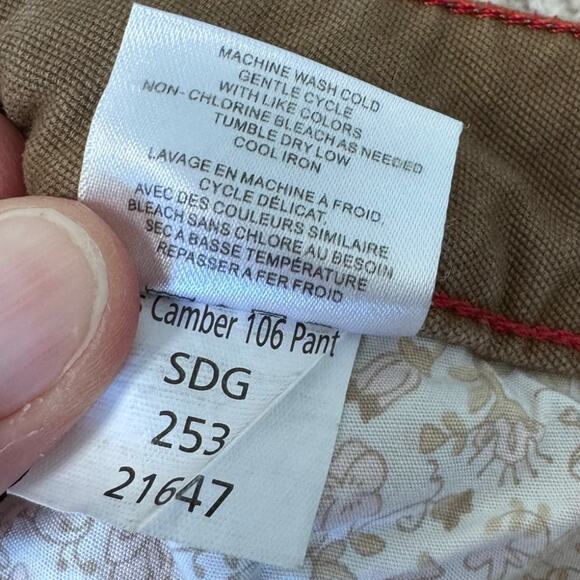 MACHINE WASH COLD
GENTLE CYCLE
WITH LIKE COLORS
NON- CHLORINE BLEACH AS NEEDED
TUMBLE DRY LOW
COOL IRON
LAVAGE EN MACHINE A FROID.
CYCLE DÉLICAT.
AVEC DES COULEURS SIMILAIRE
BLEACH SANS CHLORE AU BESOIN
SEC A BASSE TEMPÉRATURE
REPASSER A FER FROID
Camber 106 Pant
SDG
253
21647